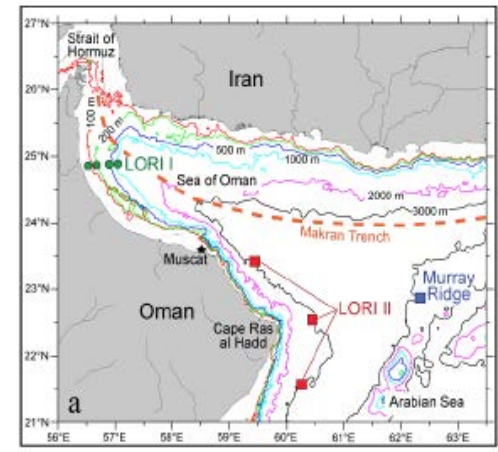 27°N
Strait of
Hormuz
26°N
Iran
100 m
200 m
500 m
1000 m
25°N
LORI I
Sea of Oman
2000 m
3000 m
24°N
Makran Trench
Muscat
Murray
Ridge
23°N
Oman
LORI II
Cape Ras
al Hadd
22°N
a
Arabian Sea
21°N
56°E 57°E 58°E 59°E 60°E 61°E 62°E 63°E